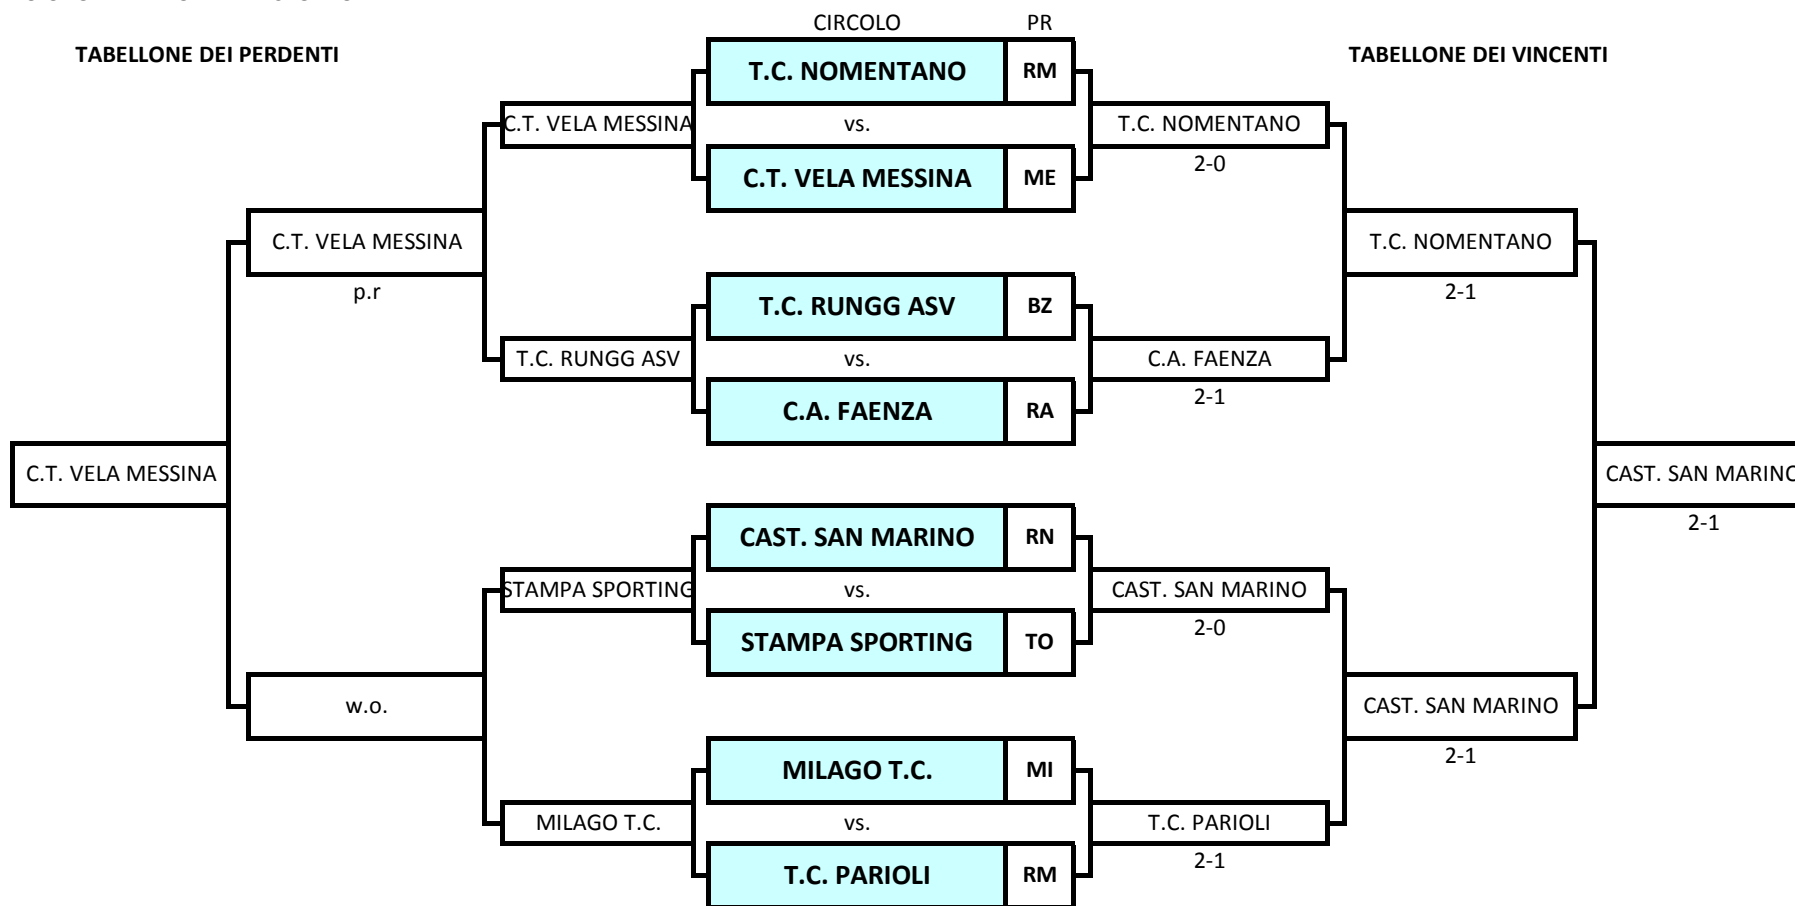 CIRCOLO PR
TABELLONE DEI PERDENTI
TABELLONE DEI VINCENTI
T.C. NOMENTANO RM
C.T. VELA MESSINA vs. T.C. NOMENTANO
2-0
C.T. VELA MESSINA ME
C.T. VELA MESSINA T.C. NOMENTANO
p.r 2-1
T.C. RUNGG ASV BZ
T.C. RUNGG ASV vs. C.A. FAENZA
2-1
C.A. FAENZA RA
C.T. VELA MESSINA CAST. SAN MARINO
2-1
CAST. SAN MARINO RN
STAMPA SPORTING vs. CAST. SAN MARINO
2-0
STAMPA SPORTING TO
w.o. CAST. SAN MARINO
2-1
MILAGO T.C. MI
MILAGO T.C. vs. T.C. PARIOLI
2-1
T.C. PARIOLI RM